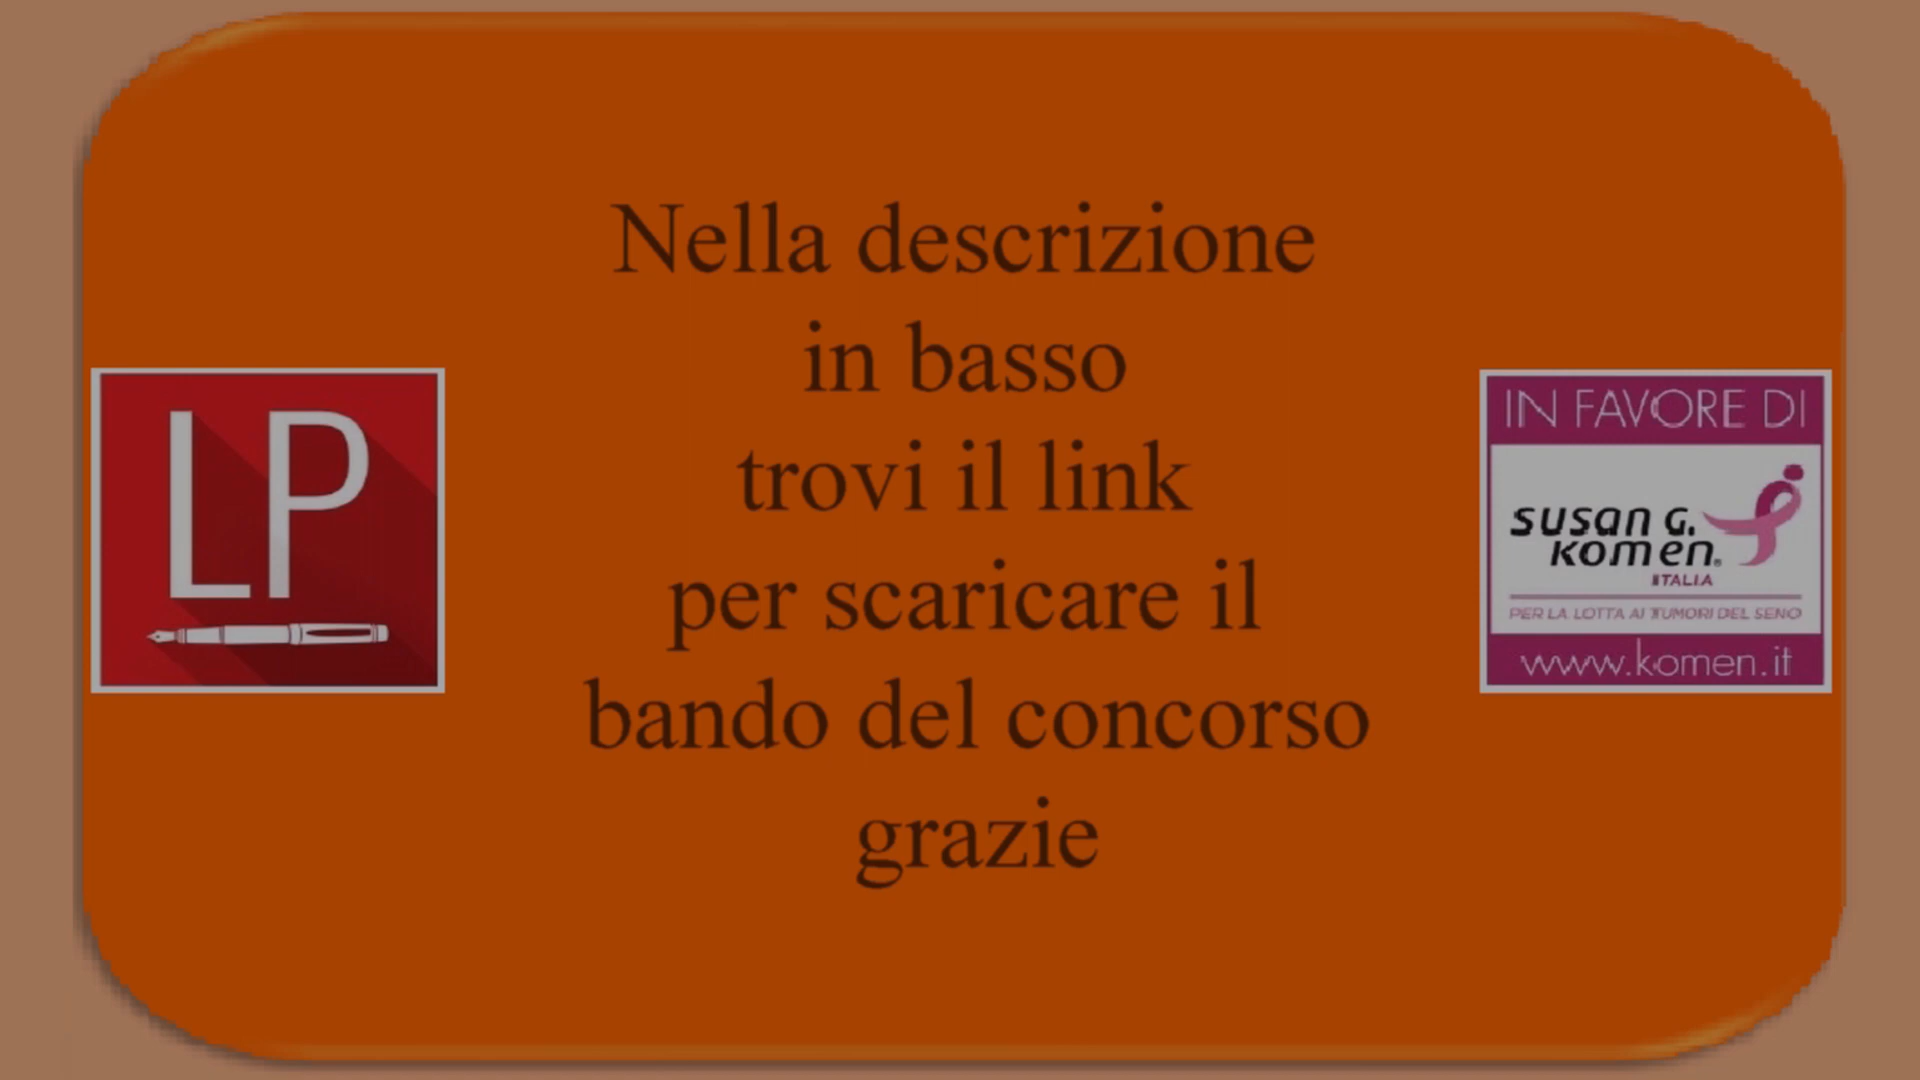 Nella descrizione
in basso
trovi il link
per scaricare il
bando del concorso
grazie
LP
IN FAVORE DI
susan G.
komen®
ITALIA
PER LA LOTTA AI TUMORI DEL SENO
www.komen.it